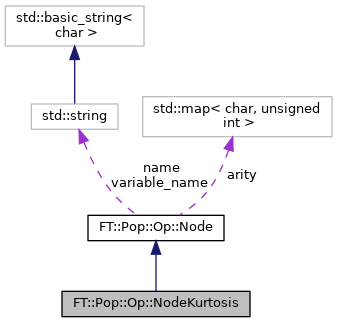 std::basic_string<
char >
std::string
std::map< char, unsigned
int >
name
variable_name
arity
FT::Pop::Op::Node
FT::Pop::Op::NodeKurtosis